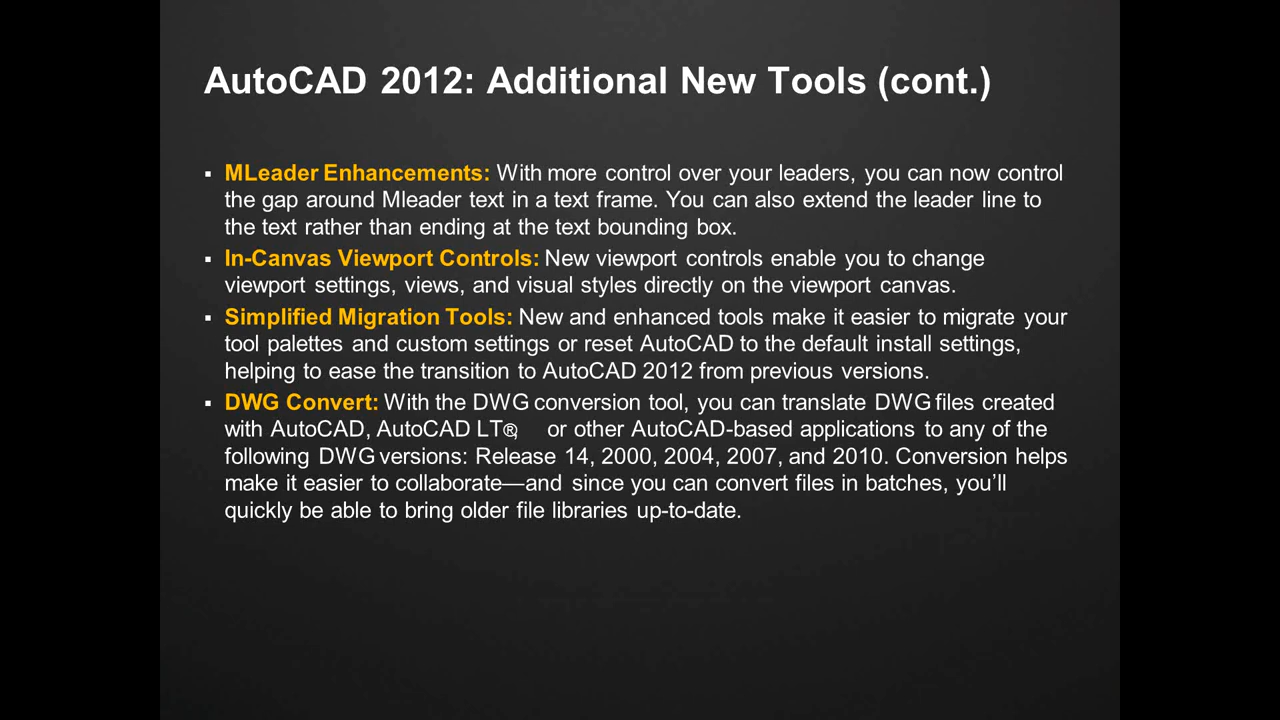 AutoCAD 2012: Additional New Tools (cont.)
▪ MLeader Enhancements: With more control over your leaders, you can now control
the gap around Mleader text in a text frame. You can also extend the leader line to
the text rather than ending at the text bounding box.
▪ In-Canvas Viewport Controls: New viewport controls enable you to change
viewport settings, views, and visual styles directly on the viewport canvas.
▪ Simplified Migration Tools: New and enhanced tools make it easier to migrate your
tool palettes and custom settings or reset AutoCAD to the default install settings,
helping to ease the transition to AutoCAD 2012 from previous versions.
▪ DWG Convert: With the DWG conversion tool, you can translate DWG files created
with AutoCAD, AutoCAD LT®, or other AutoCAD-based applications to any of the
following DWG versions: Release 14, 2000, 2004, 2007, and 2010. Conversion helps
make it easier to collaborate—and since you can convert files in batches, you’ll
quickly be able to bring older file libraries up-to-date.